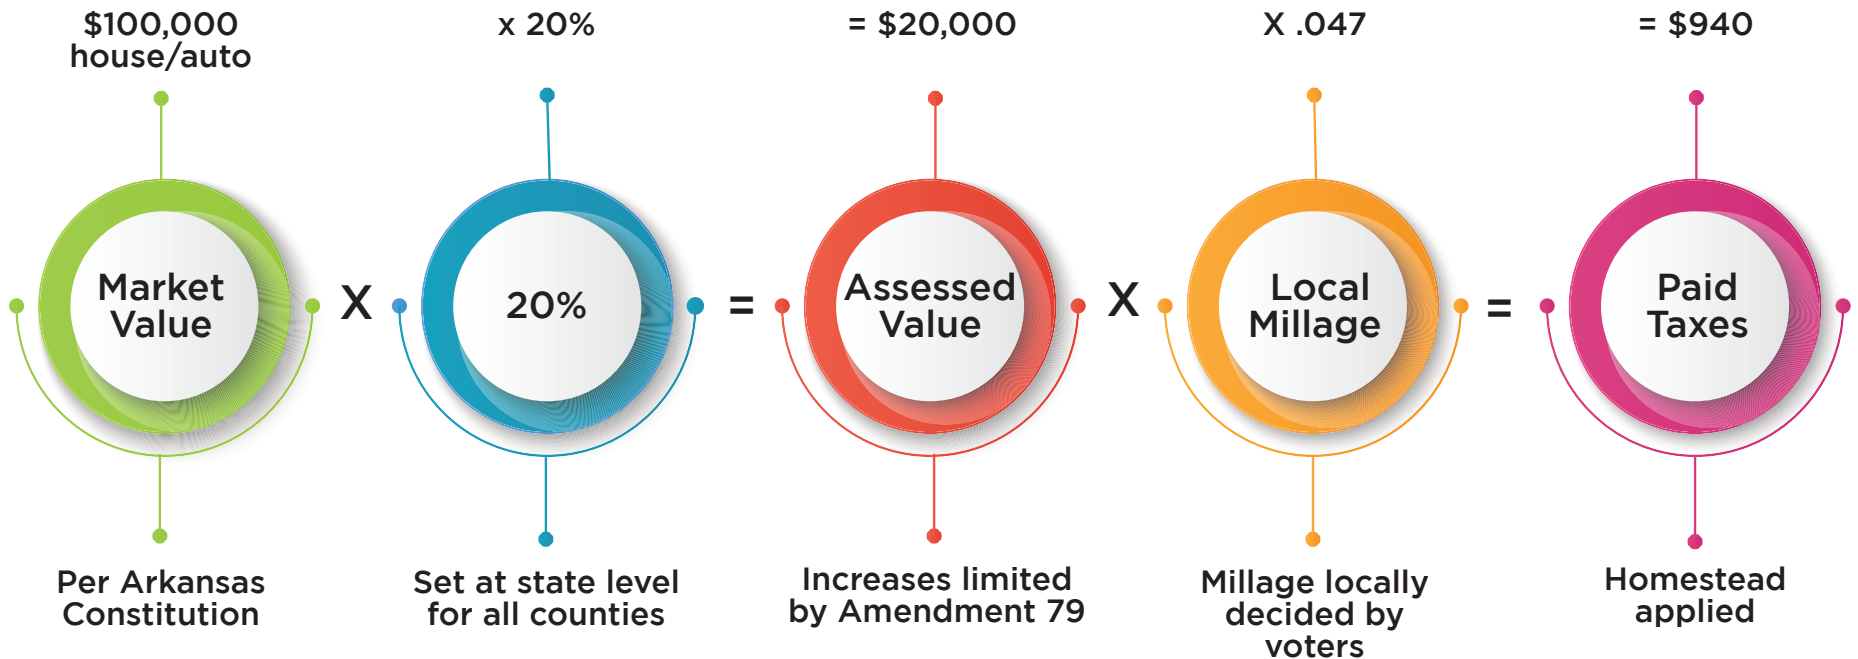 $100,000
house/auto
x 20%
= $20,000
X .047
= $940
Market
Value
X
20%
=
Assessed
Value
X
Local
Millage
=
Paid
Taxes
Per Arkansas
Constitution
Set at state level
for all counties
Increases limited
by Amendment 79
Millage locally
decided by
voters
Homestead
applied